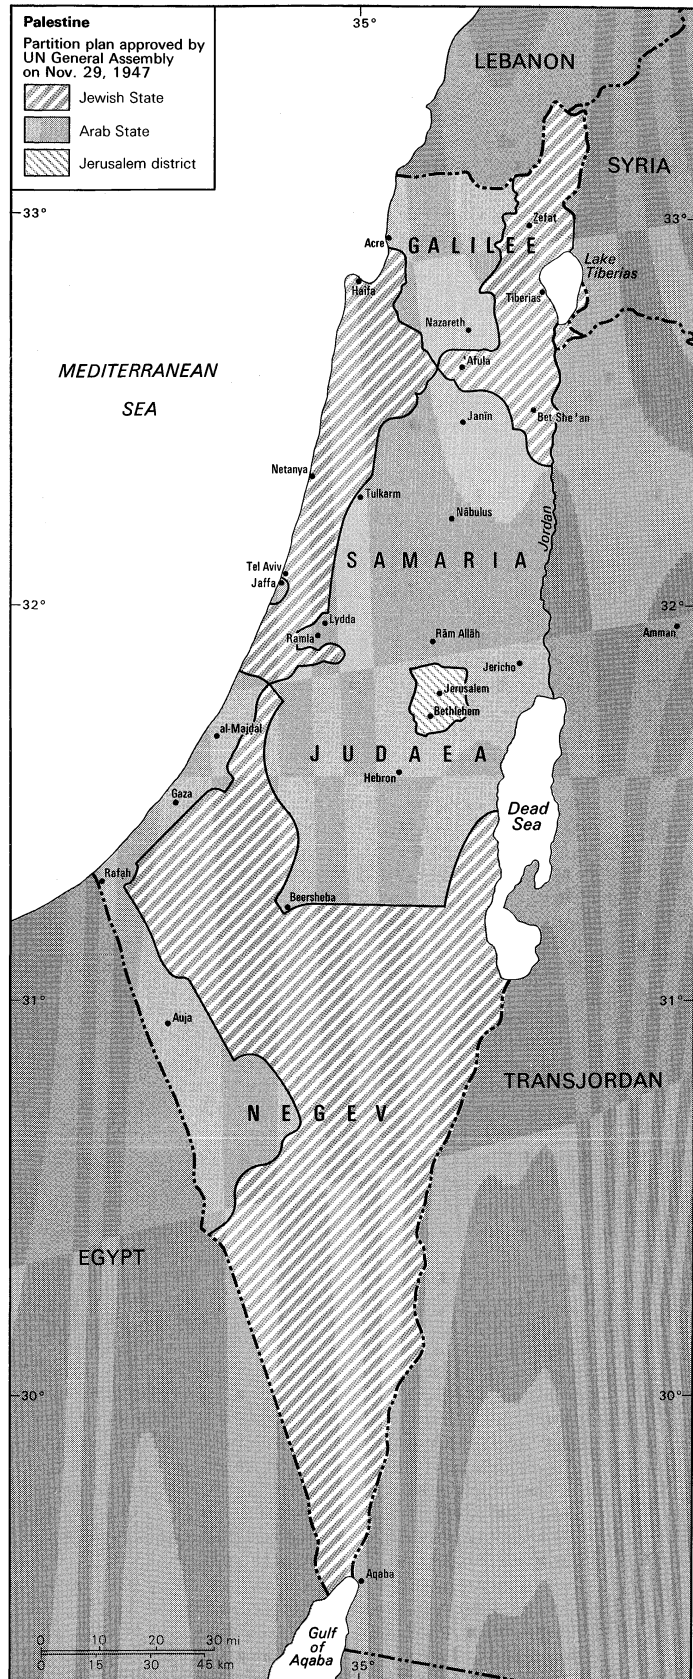 Palestine
Partition plan approved by
UN General Assembly
on Nov. 29, 1947
Jewish State
Arab State
Jerusalem district
35°
LEBANON
SYRIA
33°
33°
Zefat
Acre
GALILEE
Lake
Tiberias
Haifa
Tiberias
Nazareth
MEDITERRANEAN
SEA
Afula
Janīn
Bet She'an
Netanya
Tulkarm
Nābulus
Jordan
SAMARIA
Tel Aviv
Jaffa
32°
32°
Lydda
Ramla
Rām Allāh
Amman
Jericho
Jerusalem
Bethlehem
al-Majdal
JUDAEA
Hebron
Gaza
Dead
Sea
Rafaḥ
Beersheba
31°
31°
Auja
TRANSJORDAN
NEGEV
EGYPT
30°
30°
Aqaba
Gulf
of
Aqaba
0 10 20 30 mi
0 15 30 45 km
35°